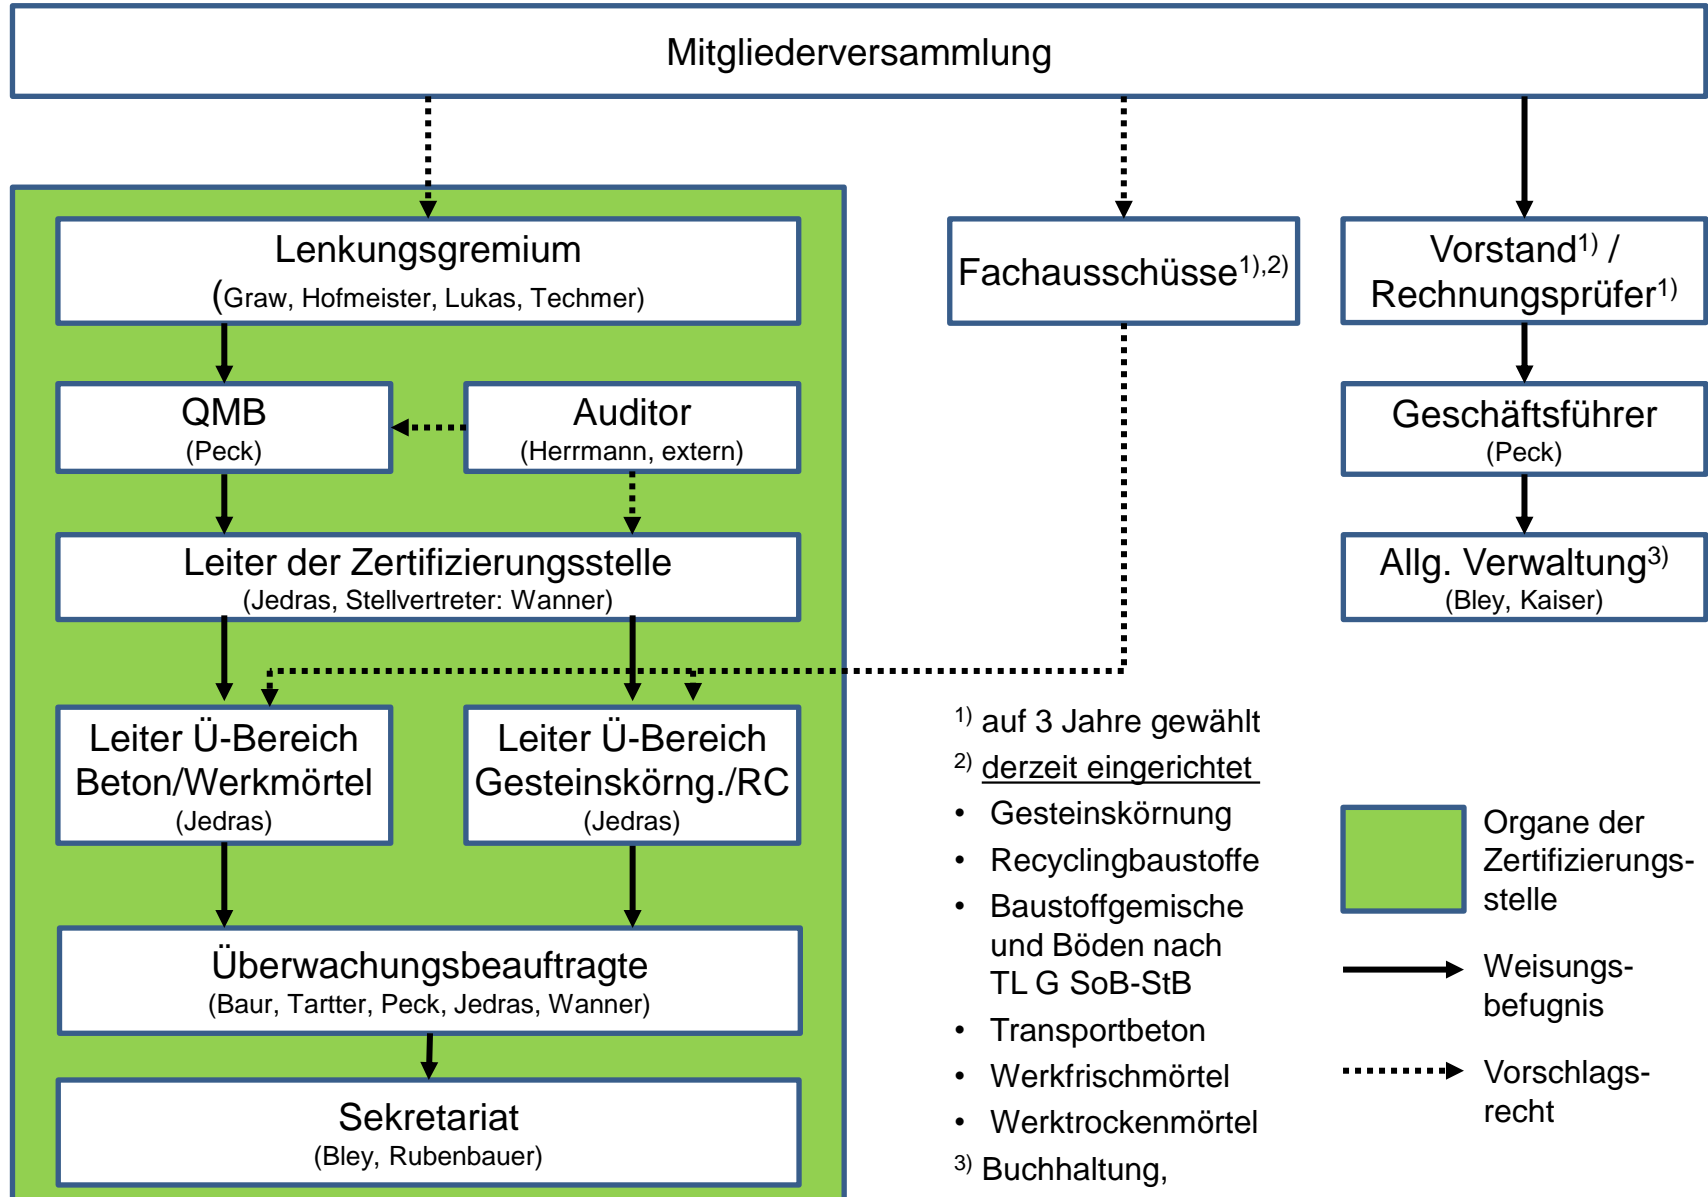 Mitgliederversammlung
Lenkungsgremium
(Graw, Hofmeister, Lukas, Techmer)
Fachausschüsse1),2)
Vorstand1) /
Rechnungsprüfer1)
QMB
(Peck)
Auditor
(Herrmann, extern)
Geschäftsführer
(Peck)
Leiter der Zertifizierungsstelle
(Jedras, Stellvertreter: Wanner)
Allg. Verwaltung3)
(Bley, Kaiser)
Leiter Ü-Bereich
Beton/Werkmörtel
(Jedras)
Leiter Ü-Bereich
Gesteinskörng./RC
(Jedras)
Überwachungsbeauftragte
(Baur, Tartter, Peck, Jedras, Wanner)
Sekretariat
(Bley, Rubenbauer)
1) auf 3 Jahre gewählt
2) derzeit eingerichtet
• Gesteinskörnung
• Recyclingbaustoffe
• Baustoffgemische
und Böden nach
TL G SoB-StB
• Transportbeton
• Werkfrischmörtel
• Werktrockenmörtel
3) Buchhaltung,
Organe der
Zertifizierungs-
stelle
Weisungs-
befugnis
Vorschlags-
recht